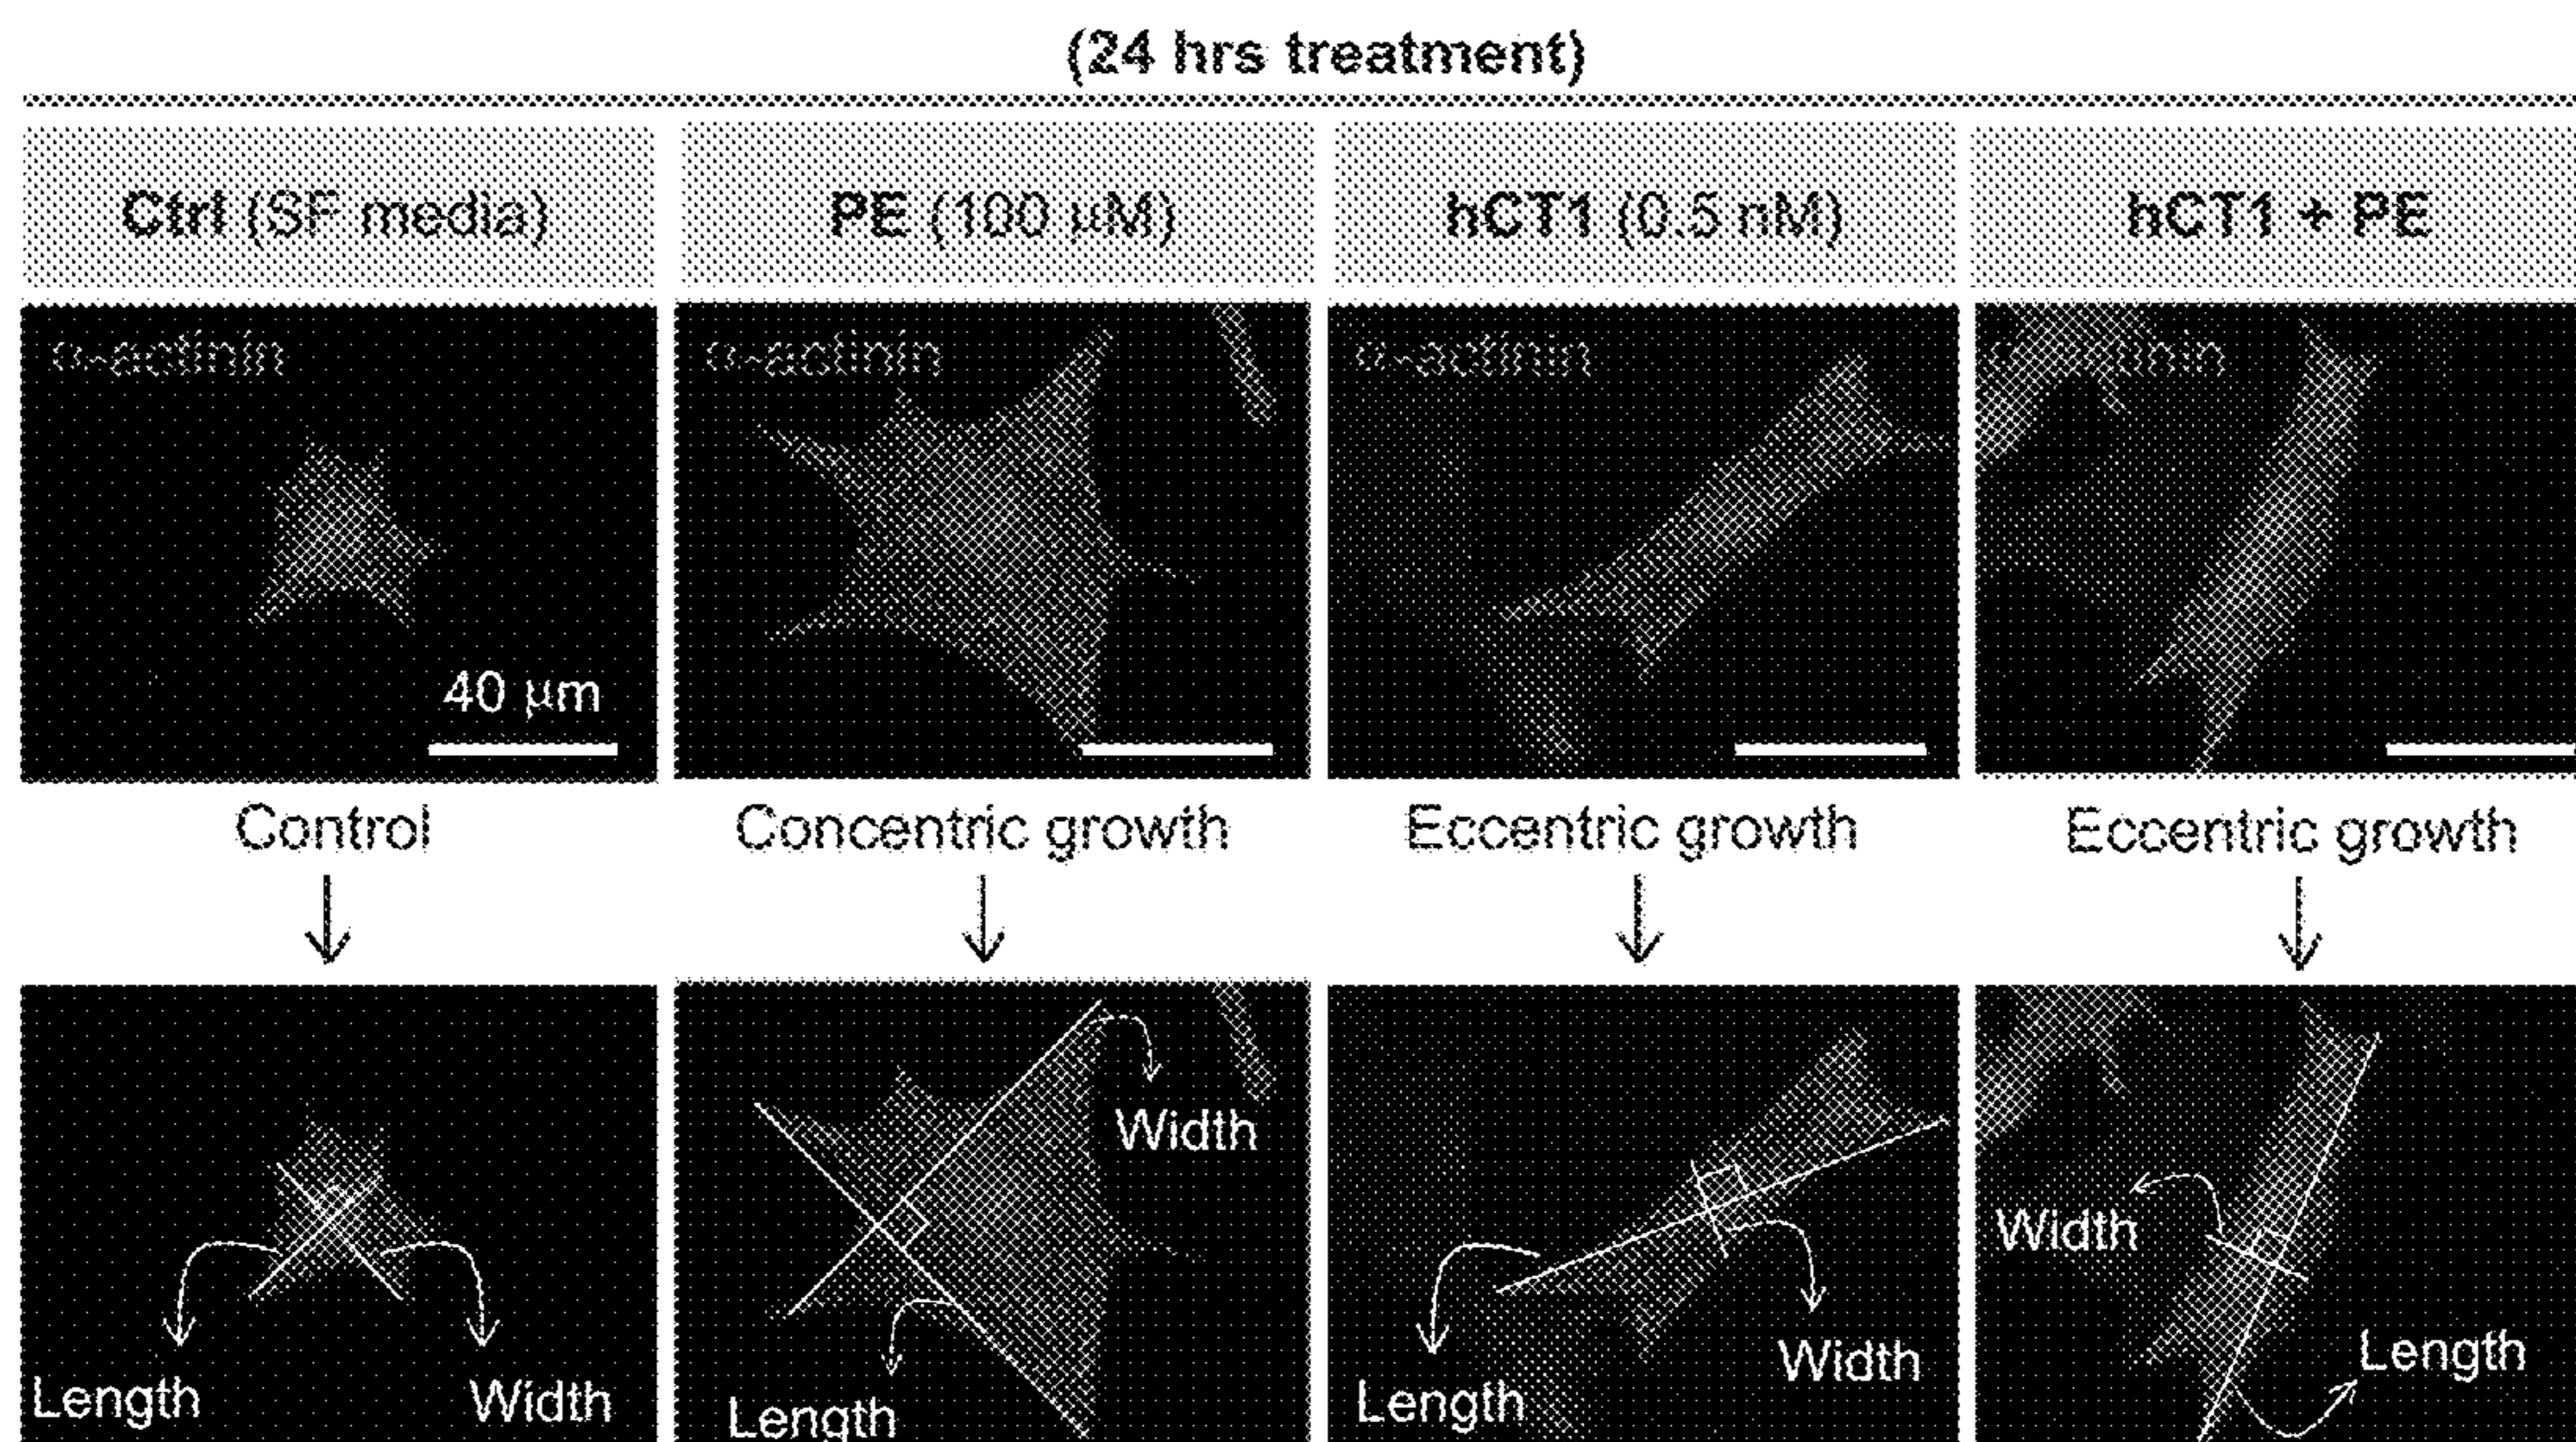 (24 hrs treatment)
Ctrl (SF media)
PE (100 μM)
hCT1 (0.5 nM)
hCT1 + PE
α-actinin
α-actinin
α-actinin
40 μm
Control
Concentric growth
Eccentric growth
Eccentric growth
Length
Width
Width
Length
Length
Width
Width
Length